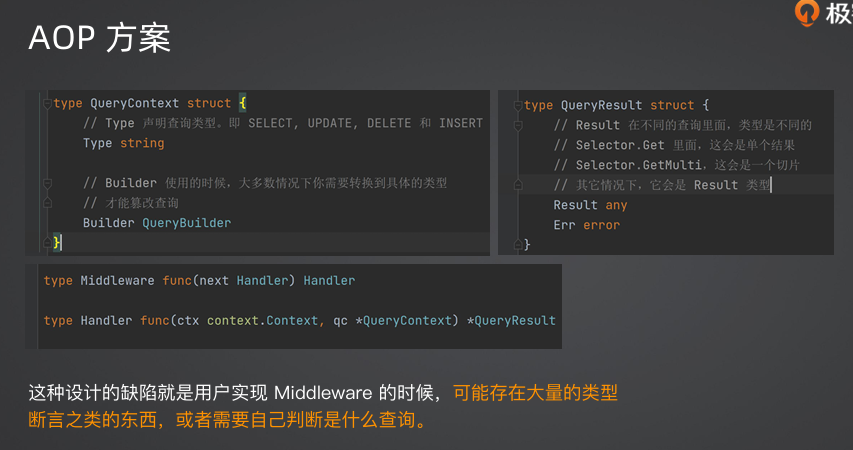 AOP 方案
极客
type QueryContext struct {
// Type 声明查询类型。即 SELECT, UPDATE, DELETE 和 INSERT
Type string
// Builder 使用的时候，大多数情况下你需要转换到具体的类型
// 才能篡改查询
Builder QueryBuilder
}
type QueryResult struct {
// Result 在不同的查询里面，类型是不同的
// Selector.Get 里面，这会是单个结果
// Selector.GetMulti，这会是一个切片
// 其它情况下，它会是 Result 类型
Result any
Err error
}
type Middleware func(next Handler) Handler
type Handler func(ctx context.Context, qc *QueryContext) *QueryResult
这种设计的缺陷就是用户实现 Middleware 的时候，可能存在大量的类型
断言之类的东西，或者需要自己判断是什么查询。